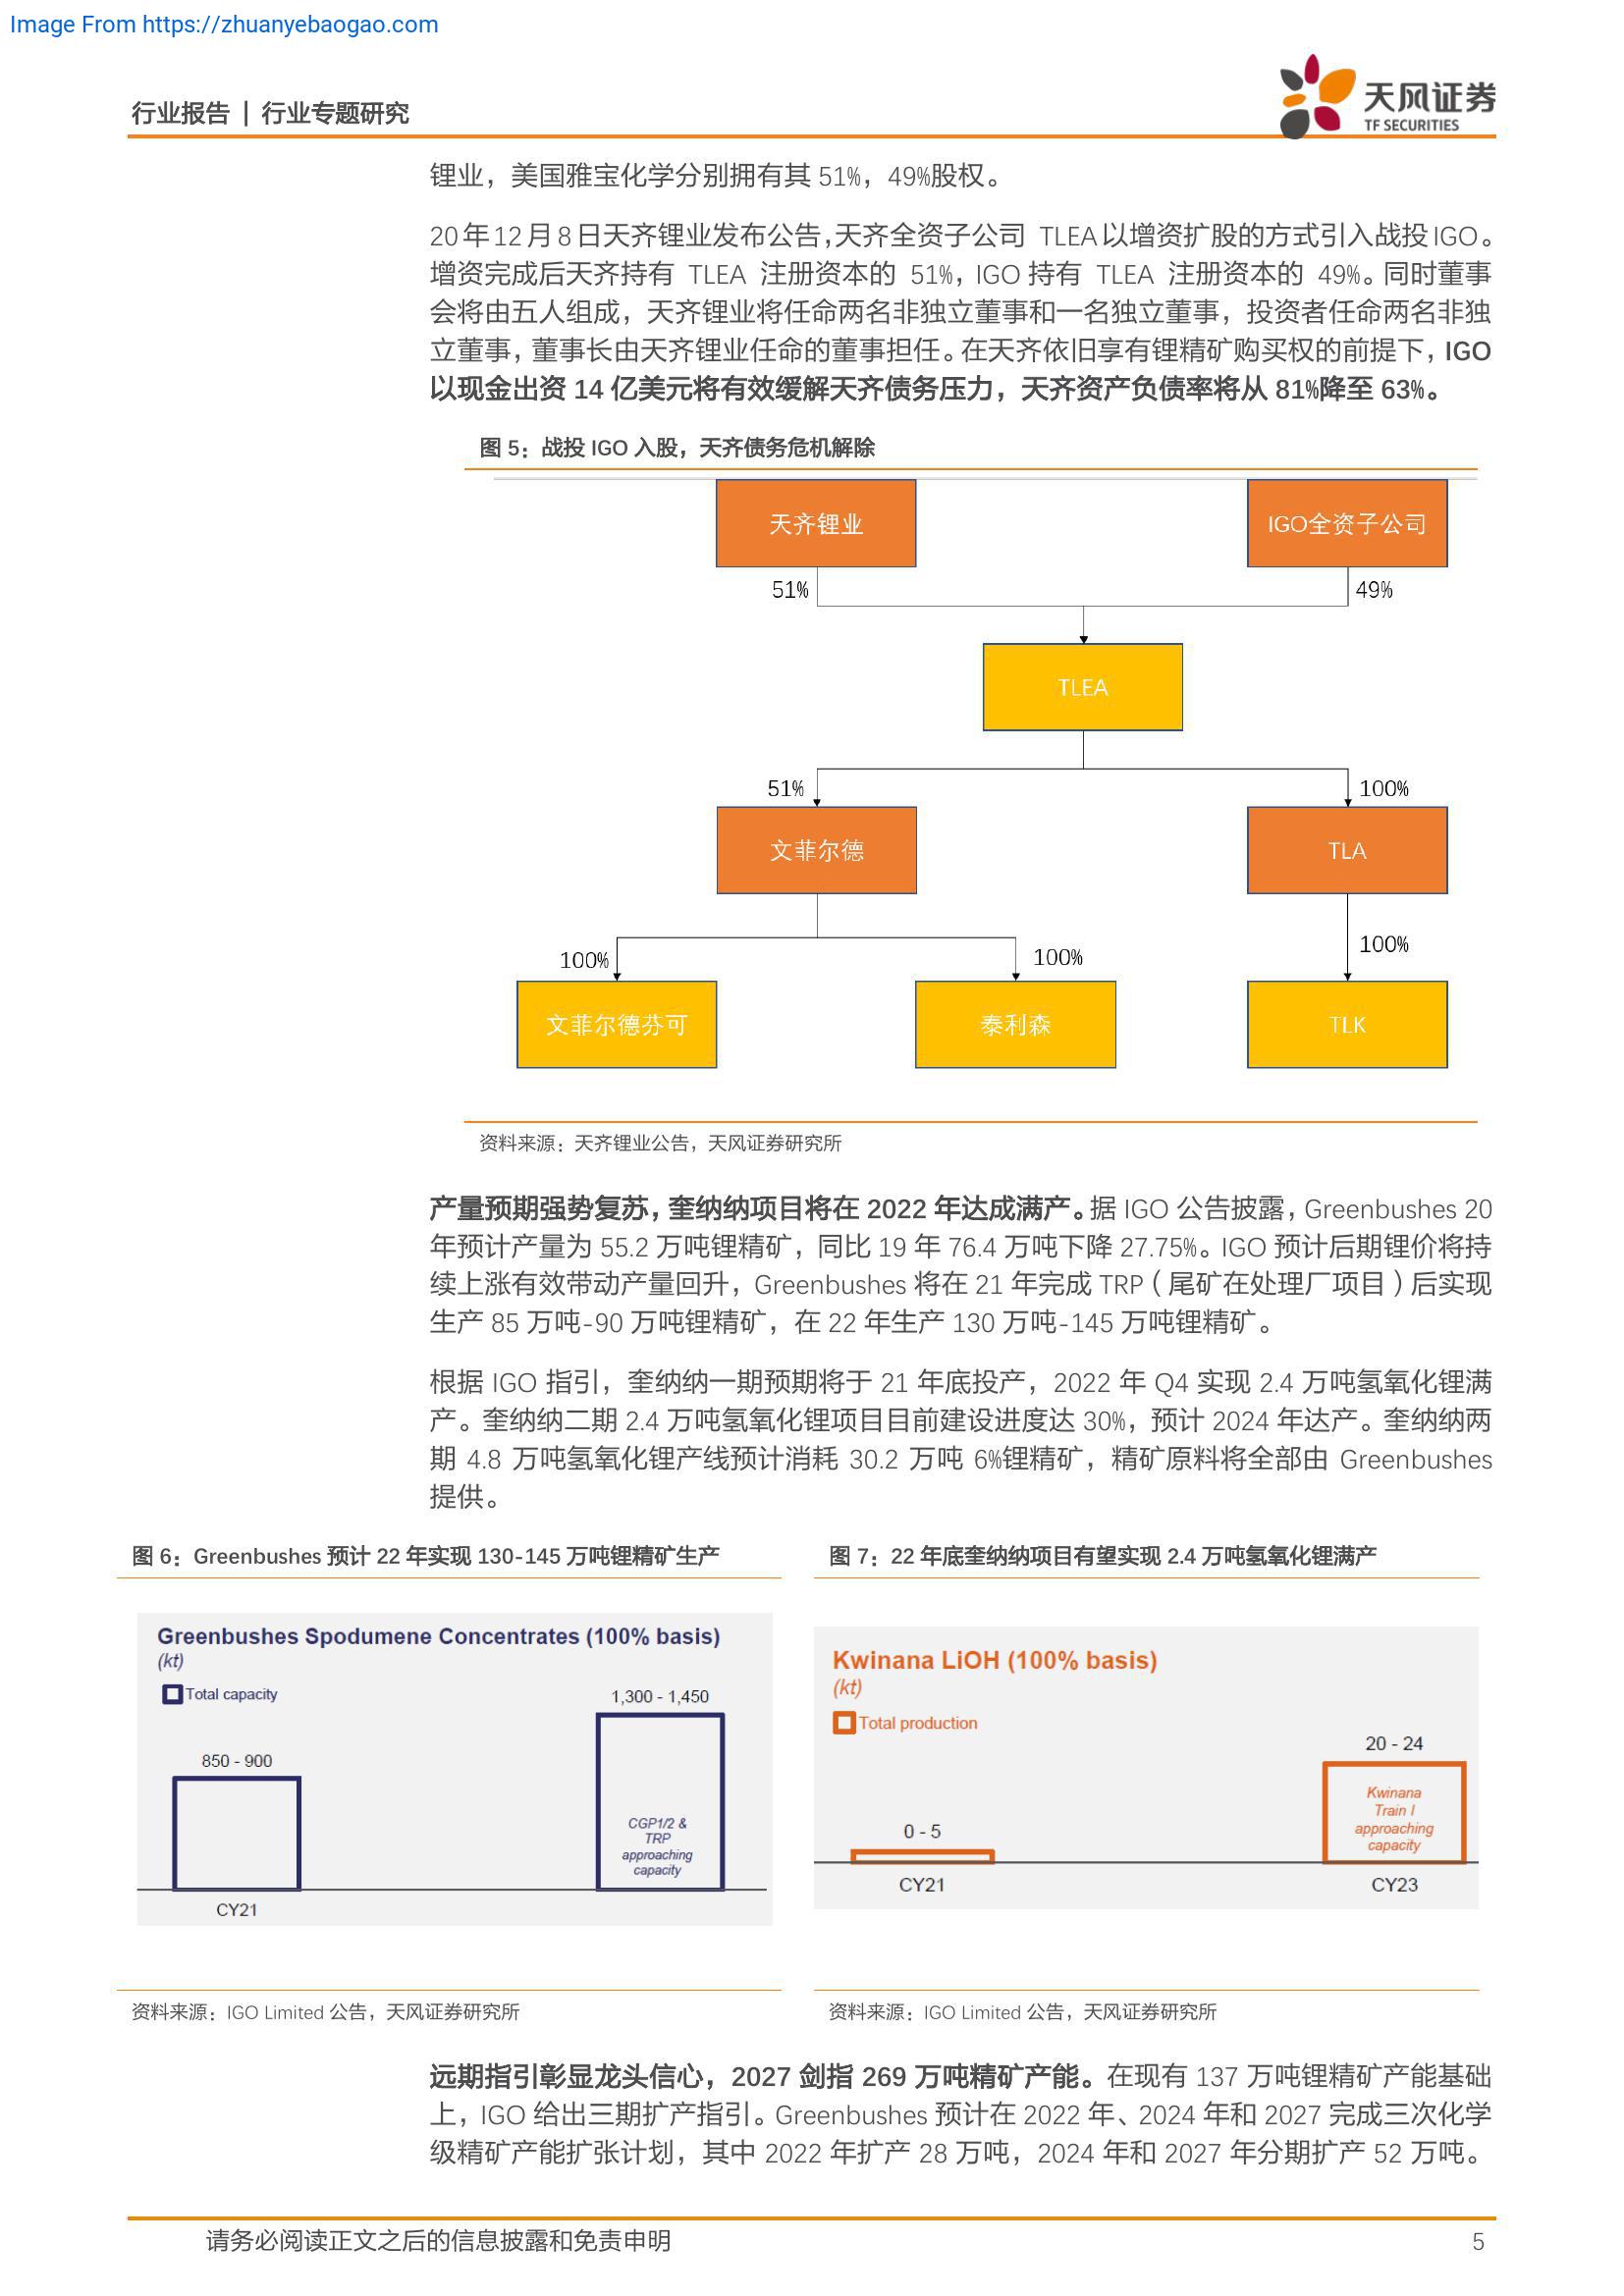 Image From https://zhuanyebaogao.com
行业报告 | 行业专题研究
天风证券
TF SECURITIES
锂业，美国雅宝化学分别拥有其 51%，49%股权。
20 年 12 月 8 日天齐锂业发布公告，天齐全资子公司 TLEA 以增资扩股的方式引入战投 IGO。
增资完成后天齐持有 TLEA 注册资本的 51%，IGO 持有 TLEA 注册资本的 49%。同时董事
会将由五人组成，天齐锂业将任命两名非独立董事和一名独立董事，投资者任命两名非独
立董事，董事长由天齐锂业任命的董事担任。在天齐依旧享有锂精矿购买权的前提下，IGO
以现金出资 14 亿美元将有效缓解天齐债务压力，天齐资产负债率将从 81%降至 63%。
图 5：战投 IGO 入股，天齐债务危机解除
天齐锂业
IGO全资子公司
51%
49%
TLEA
51%
100%
文菲尔德
TLA
100%
100%
100%
文菲尔德芬可
泰利森
TLK
资料来源：天齐锂业公告，天风证券研究所
产量预期强势复苏，奎纳纳项目将在 2022 年达成满产。据 IGO 公告披露，Greenbushes 20
年预计产量为 55.2 万吨锂精矿，同比 19 年 76.4 万吨下降 27.75%。IGO 预计后期锂价将持
续上涨有效带动产量回升，Greenbushes 将在 21 年完成 TRP（尾矿在处理厂项目）后实现
生产 85 万吨-90 万吨锂精矿，在 22 年生产 130 万吨-145 万吨锂精矿。
根据 IGO 指引，奎纳纳一期预期将于 21 年底投产，2022 年 Q4 实现 2.4 万吨氢氧化锂满
产。奎纳纳二期 2.4 万吨氢氧化锂项目目前建设进度达 30%，预计 2024 年达产。奎纳纳两
期 4.8 万吨氢氧化锂产线预计消耗 30.2 万吨 6%锂精矿，精矿原料将全部由 Greenbushes
提供。
图 6：Greenbushes 预计 22 年实现 130-145 万吨锂精矿生产
Greenbushes Spodumene Concentrates (100% basis)
(kt)
Total capacity
1,300 - 1,450
850 - 900
CGP1/2 &
TRP
approaching
capacity
CY21
资料来源：IGO Limited 公告，天风证券研究所
图 7：22 年底奎纳纳项目有望实现 2.4 万吨氢氧化锂满产
Kwinana LiOH (100% basis)
(kt)
Total production
20 - 24
Kwinana
Train I
approaching
capacity
0 - 5
CY21
CY23
资料来源：IGO Limited 公告，天风证券研究所
远期指引彰显龙头信心，2027 剑指 269 万吨精矿产能。在现有 137 万吨锂精矿产能基础
上，IGO 给出三期扩产指引。Greenbushes 预计在 2022 年、2024 年和 2027 完成三次化学
级精矿产能扩张计划，其中 2022 年扩产 28 万吨，2024 年和 2027 年分期扩产 52 万吨。
请务必阅读正文之后的信息披露和免责申明
5